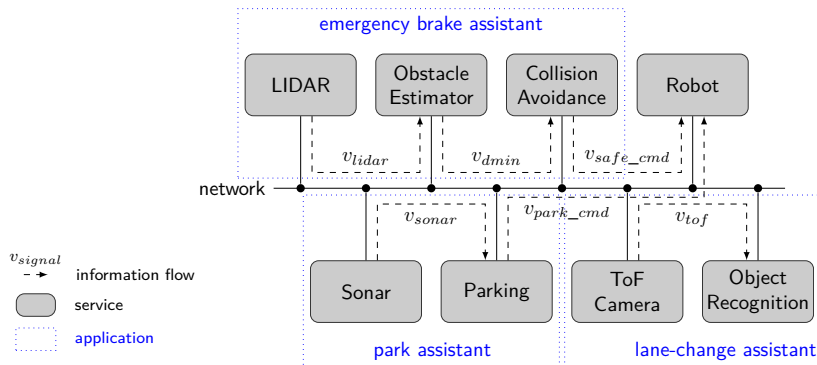 emergency brake assistant
LIDAR
Obstacle
Estimator
Collision
Avoidance
Robot
v_lidar
v_dmin
v_safe_cmd
network
v_sonar
v_park_cmd
v_tof
v_signal
information flow
service
application
Sonar
Parking
ToF
Camera
Object
Recognition
park assistant
lane-change assistant